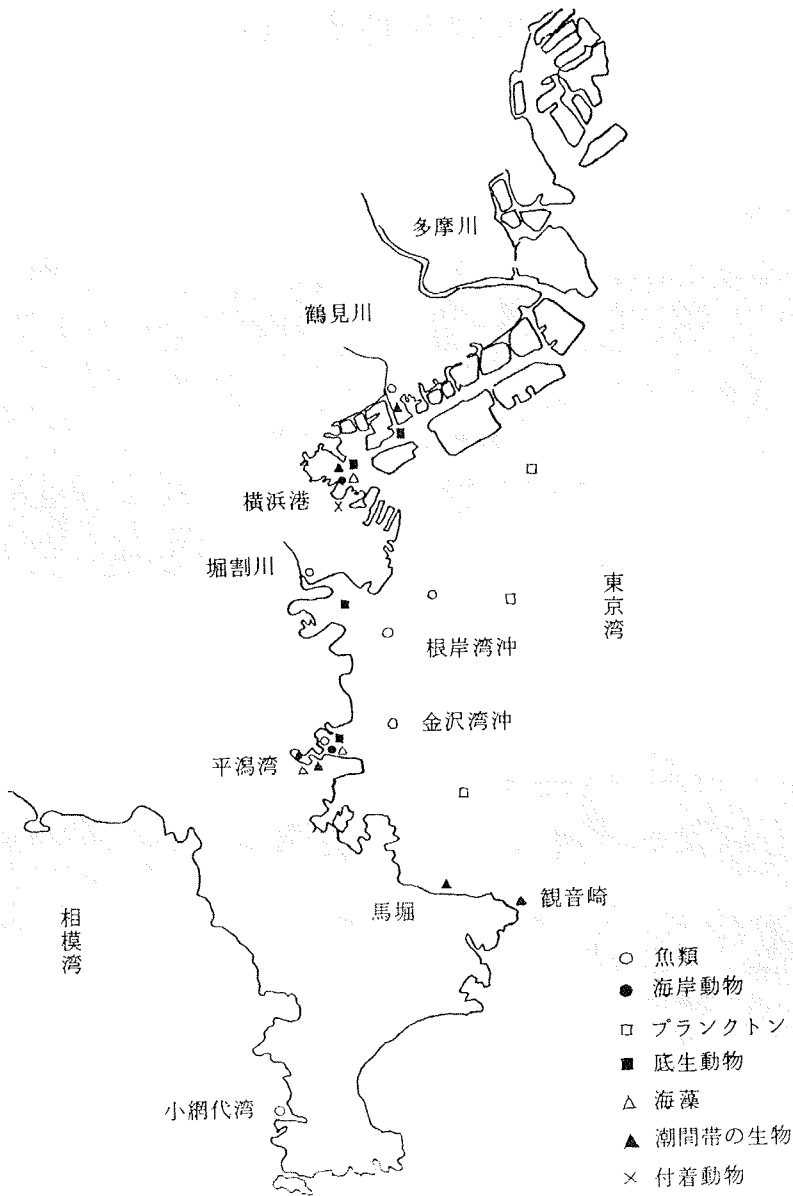 多摩川
鶴見川
横浜港
堀割川
東京湾
根岸湾沖
金沢湾沖
平潟湾
馬堀
観音崎
相模湾
小網代湾
○ 魚類
● 海岸動物
□ プランクトン
■ 底生動物
△ 海藻
▲ 潮間帯の生物
× 付着動物